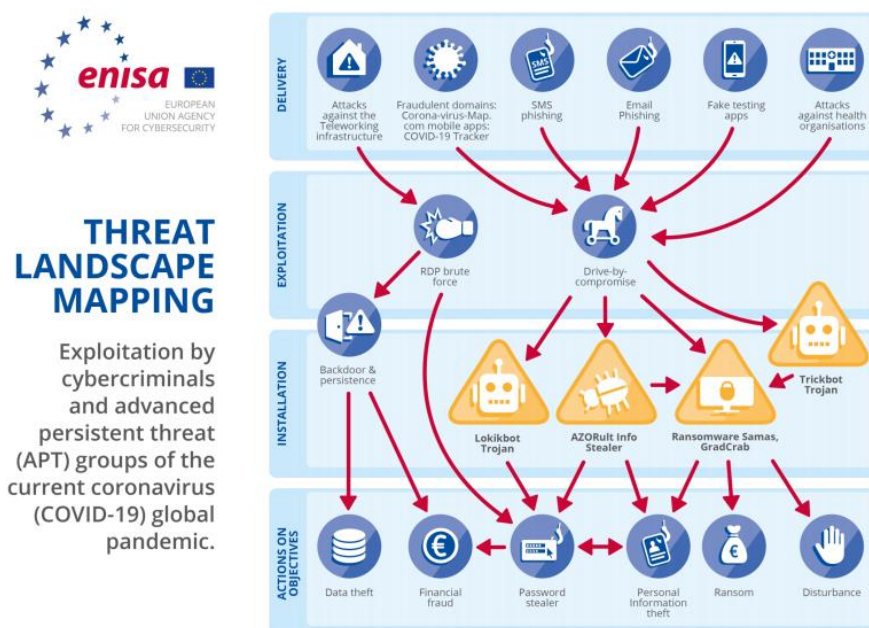 enisa
EUROPEAN
UNION AGENCY
FOR CYBERSECURITY
THREAT
LANDSCAPE
MAPPING
Exploitation by
cybercriminals
and advanced
persistent threat
(APT) groups of the
current coronavirus
(COVID-19) global
pandemic.
DELIVERY
Attacks
against the
Teleworking
infrastructure
Fraudulent domains:
Corona-virus-Map.
com mobile apps:
COVID-19 Tracker
SMS
SMS
phishing
Email
Phishing
Fake testing
apps
Attacks
against health
organisations
EXPLOITATION
RDP brute
force
Drive-by-
compromise
INSTALLATION
Backdoor &
persistence
Lokikbot
Trojan
AZORult Info
Stealer
Ransomware Samas,
GradCrab
Trickbot
Trojan
ACTIONS ON
OBJECTIVES
Data theft
€
Financial
fraud
Password
stealer
Personal
Information
theft
€
Ransom
Disturbance